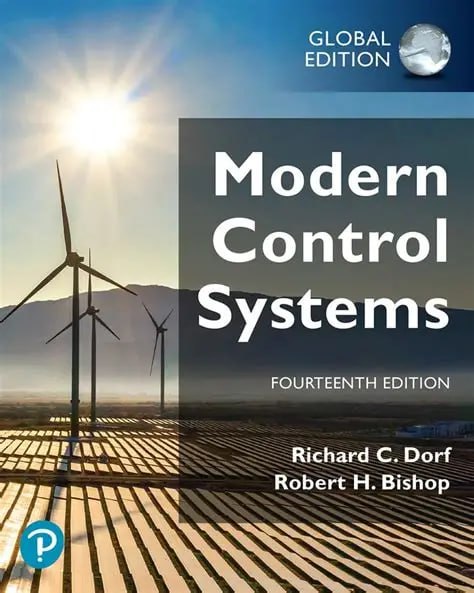 GLOBAL
EDITION
Modern
Control
Systems
FOURTEENTH EDITION
Richard C. Dorf
Robert H. Bishop
P